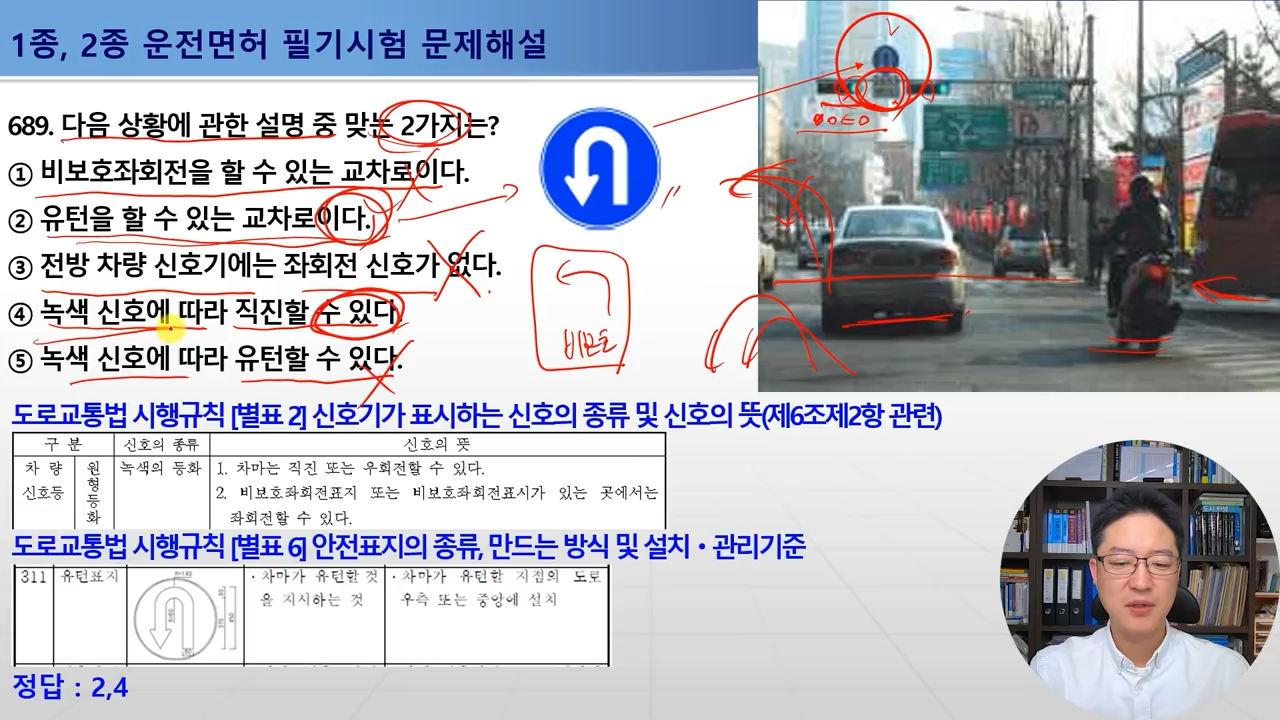 1종, 2종 운전면허 필기시험 문제해설
689. 다음 상황에 관한 설명 중 맞는 2가지는?
① 비보호좌회전을 할 수 있는 교차로이다.
② 유턴을 할 수 있는 교차로이다.
③ 전방 차량 신호기에는 좌회전 신호가 없다.
④ 녹색 신호에 따라 직진할 수 있다.
⑤ 녹색 신호에 따라 유턴할 수 있다.
비보호
도로교통법 시행규칙 [별표 2] 신호기가 표시하는 신호의 종류 및 신호의 뜻(제6조제2항 관련)
구 분 신호의 종류 신호의 뜻
차 량 신호등 원형등화 녹색의 등화 1. 차마는 직진 또는 우회전할 수 있다.
2. 비보호좌회전표지 또는 비보호좌회전표시가 있는 곳에서는
좌회전할 수 있다.
도로교통법 시행규칙 [별표 6] 안전표지의 종류, 만드는 방식 및 설치・관리기준
311 유턴표지 ·차마가 유턴할 것 ·차마가 유턴할 지점의 도로
을 지시하는 것 우측 또는 중앙에 설치
정답 : 2,4